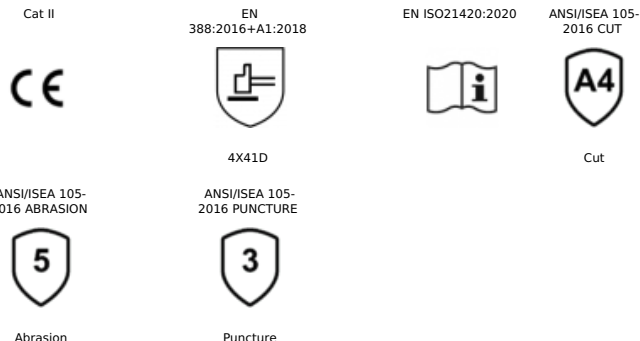 Cat II
EN
388:2016+A1:2018
EN ISO21420:2020
ANSI/ISEA 105-
2016 CUT
CE
i
A4
4X41D
Cut
ANSI/ISEA 105-
016 ABRASION
ANSI/ISEA 105-
2016 PUNCTURE
5
3
Abrasion
Puncture